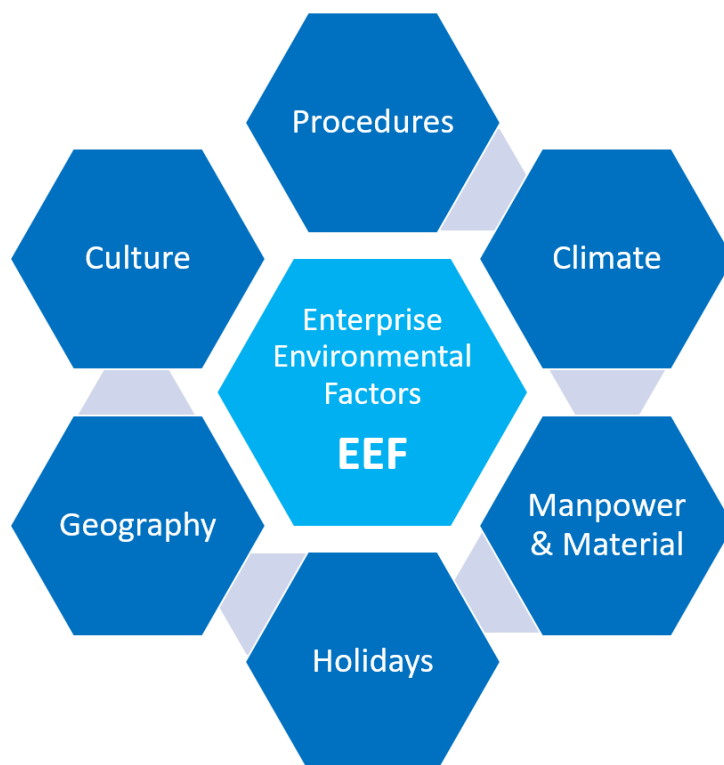 Procedures
Culture
Climate
Enterprise
Environmental
Factors
EEF
Geography
Manpower
& Material
Holidays